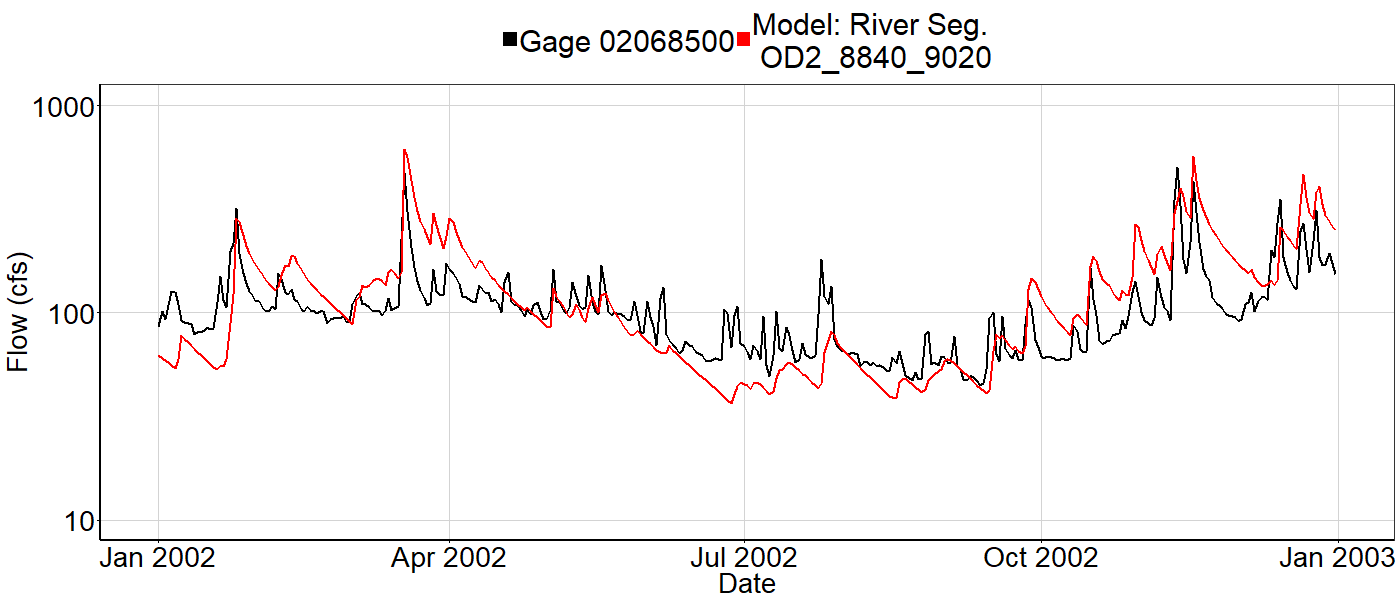 Gage 02068500
Model: River Seg.
OD2_8840_9020
1000
100
10
Flow (cfs)
Jan 2002
Apr 2002
Jul 2002
Oct 2002
Jan 2003
Date